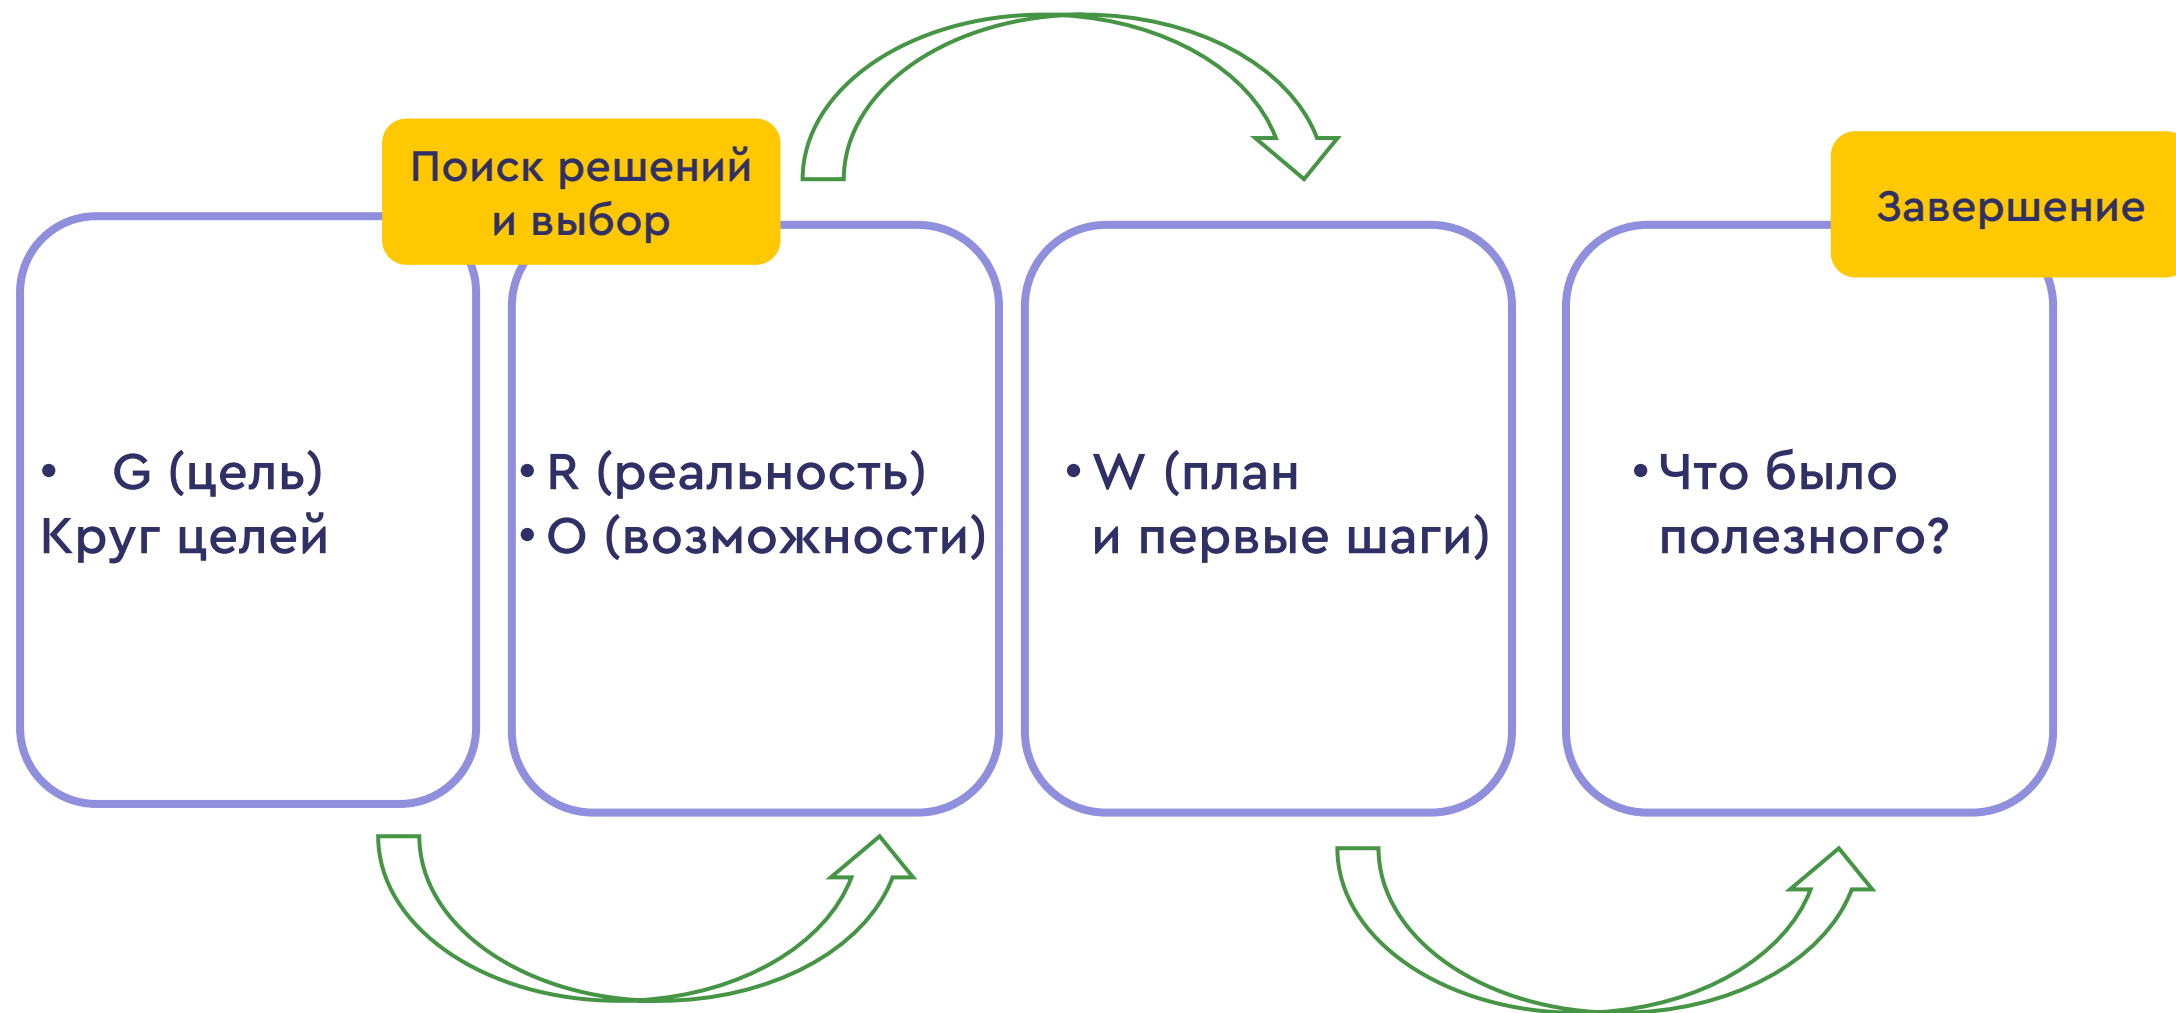 Поиск решений
и выбор
Завершение
• G (цель)
Круг целей
• R (реальность)
• O (возможности)
• W (план
и первые шаги)
• Что было
полезного?